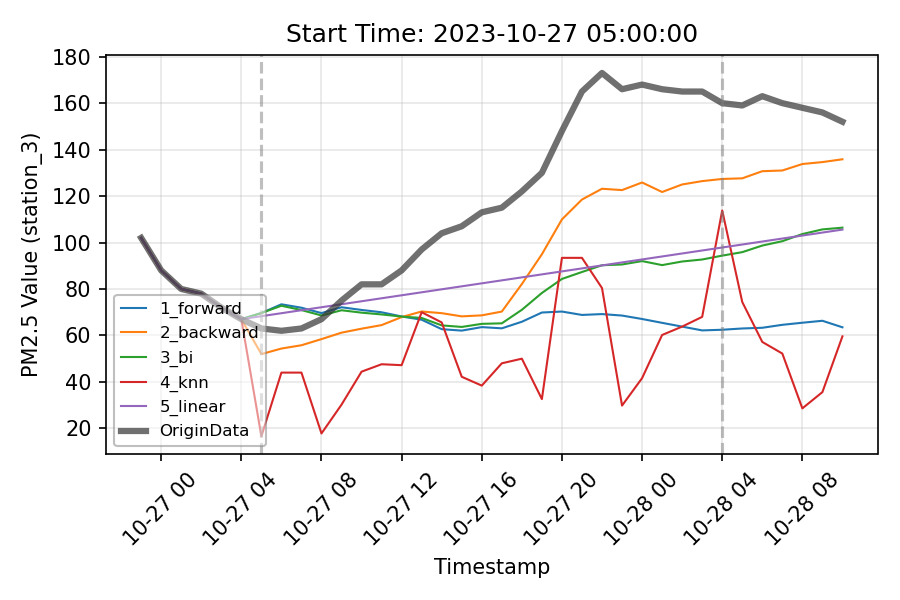 Start Time: 2023-10-27 05:00:00
PM2.5 Value (station_3)
180
160
140
120
100
80
60
40
20
1_forward
2_backward
3_bi
4_knn
5_linear
OriginData
10-27 00
10-27 04
10-27 08
10-27 12
10-27 16
10-27 20
10-28 00
10-28 04
10-28 08
Timestamp